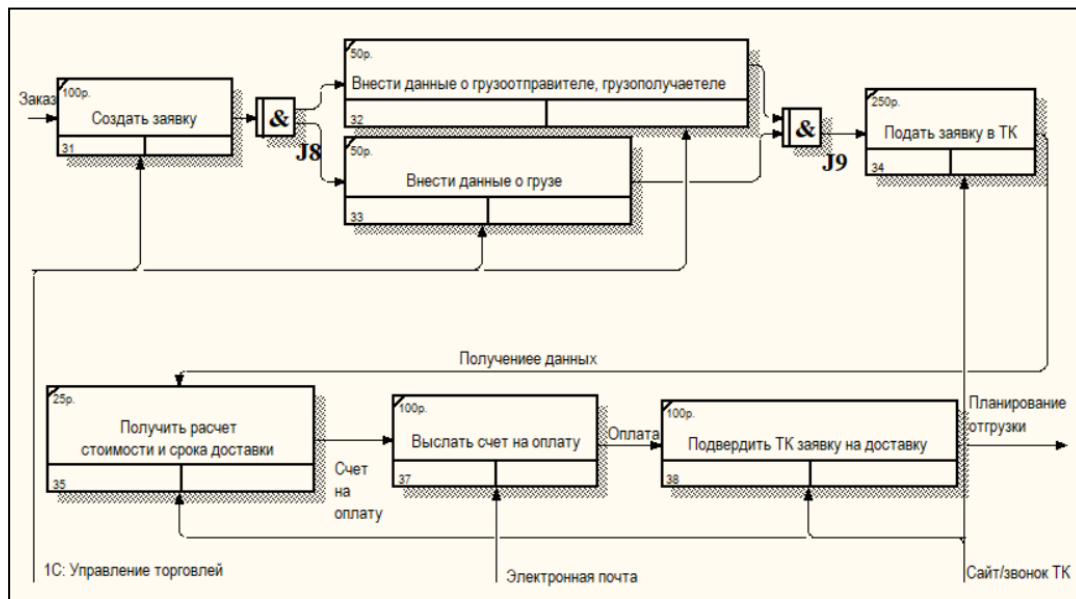 Заказ
100р.
Создать заявку
31
&
J8
50р.
Внести данные о грузоотправителе, грузополучаетеле
32
50р.
Внести данные о грузе
33
&
J9
250р.
Подать заявку в ТК
34
Получениее данных
25р.
Получить расчет
стоимости и срока доставки
35
Счет
на
оплату
100р.
Выслать счет на оплату
37
Оплата
100р.
Подвердить ТК заявку на доставку
38
Планирование
отгрузки
1С: Управление торговлей
Электронная почта
Сайт/звонок ТК